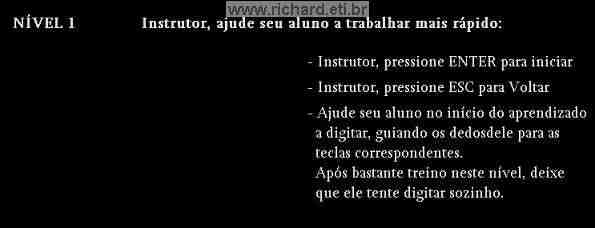 www.richard.eti.br
NÍVEL 1 Instrutor, ajude seu aluno a trabalhar mais rápido:
- Instrutor, pressione ENTER para iniciar
- Instrutor, pressione ESC para Voltar
- Ajude seu aluno no início do aprendizado
a digitar, guiando os dedosdele para as
teclas correspondentes.
Após bastante treino neste nível, deixe
que ele tente digitar sozinho.